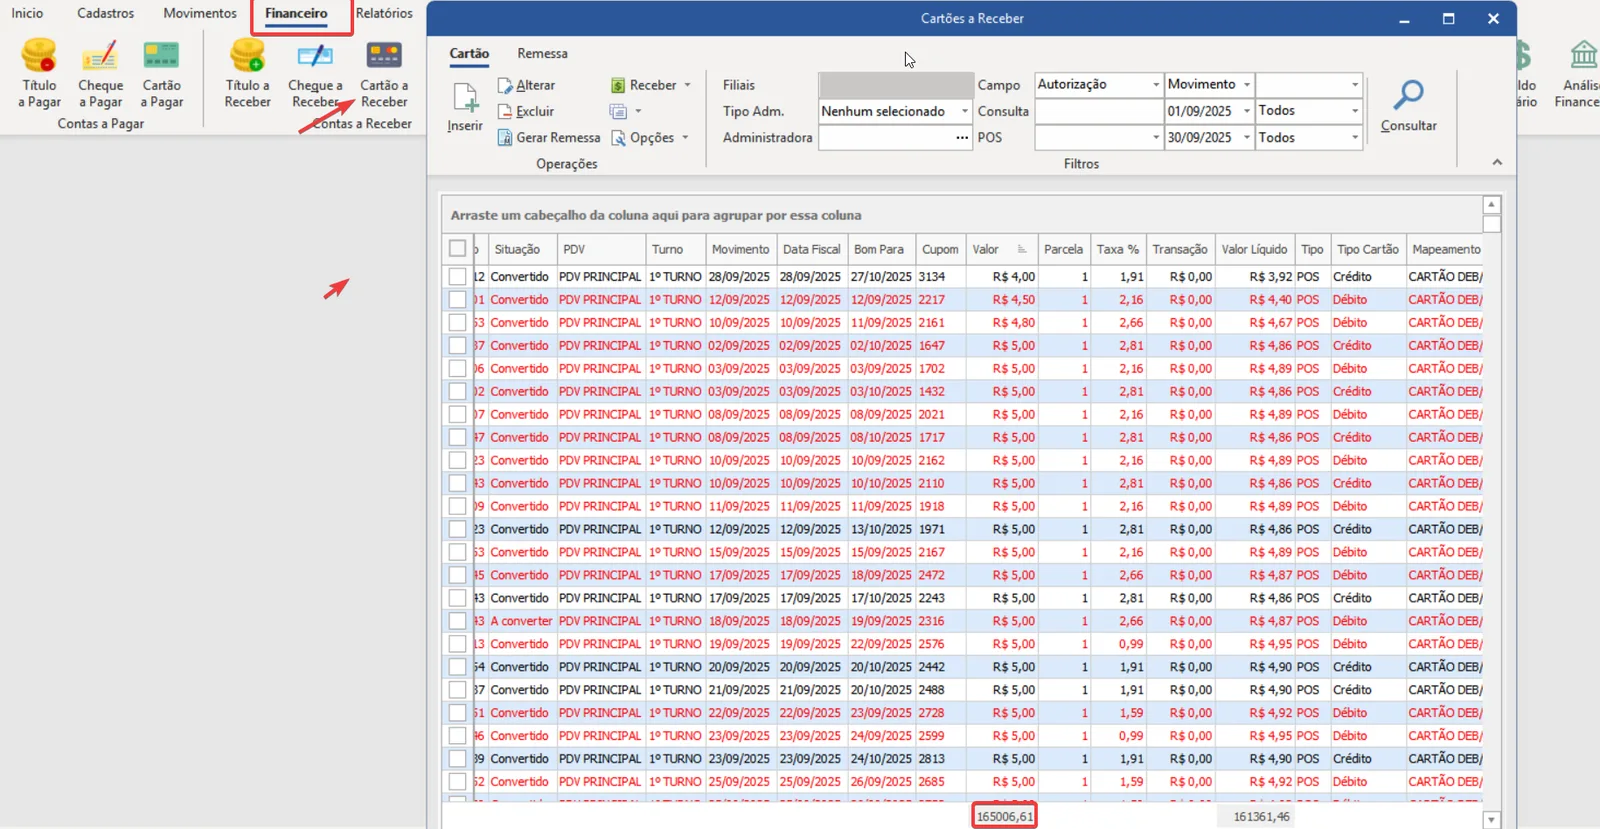 Inicio Cadastros Movimentos Financeiro Relatórios
Título a Pagar
Cheque a Pagar
Cartão a Pagar
Contas a Pagar
Título a Receber
Cheque a Receber
Cartão a Receber
Contas a Receber
Cartões a Receber
Cartão Remessa
Inserir
Alterar
Excluir
Gerar Remessa
Receber
Opções
Operações
Filiais
Tipo Adm. Nenhum selecionado
Administradora ...
Campo Autorização Movimento
Consulta 01/09/2025 Todos
POS 30/09/2025 Todos
Filtros
Consultar
Arraste um cabeçalho da coluna aqui para agrupar por essa coluna
Situação PDV Turno Movimento Data Fiscal Bom Para Cupom Valor Parcela Taxa % Transação Valor Líquido Tipo Tipo Cartão Mapeamento
12 Convertido PDV PRINCIPAL 1º TURNO 28/09/2025 28/09/2025 27/10/2025 3134 R$ 4,00 1 1,91 R$ 0,00 R$ 3,92 POS Crédito CARTÃO DEB/
01 Convertido PDV PRINCIPAL 1º TURNO 12/09/2025 12/09/2025 12/09/2025 2217 R$ 4,50 1 2,16 R$ 0,00 R$ 4,40 POS Débito CARTÃO DEB/
53 Convertido PDV PRINCIPAL 1º TURNO 10/09/2025 10/09/2025 11/09/2025 2161 R$ 4,80 1 2,66 R$ 0,00 R$ 4,67 POS Débito CARTÃO DEB/
37 Convertido PDV PRINCIPAL 1º TURNO 02/09/2025 02/09/2025 02/10/2025 1647 R$ 5,00 1 2,81 R$ 0,00 R$ 4,86 POS Crédito CARTÃO DEB/
06 Convertido PDV PRINCIPAL 1º TURNO 03/09/2025 03/09/2025 03/09/2025 1702 R$ 5,00 1 2,16 R$ 0,00 R$ 4,89 POS Débito CARTÃO DEB/
02 Convertido PDV PRINCIPAL 1º TURNO 03/09/2025 03/09/2025 03/10/2025 1432 R$ 5,00 1 2,81 R$ 0,00 R$ 4,86 POS Crédito CARTÃO DEB/
07 Convertido PDV PRINCIPAL 1º TURNO 08/09/2025 08/09/2025 08/09/2025 2021 R$ 5,00 1 2,16 R$ 0,00 R$ 4,89 POS Débito CARTÃO DEB/
47 Convertido PDV PRINCIPAL 1º TURNO 08/09/2025 08/09/2025 08/10/2025 1717 R$ 5,00 1 2,81 R$ 0,00 R$ 4,86 POS Crédito CARTÃO DEB/
23 Convertido PDV PRINCIPAL 1º TURNO 10/09/2025 10/09/2025 10/09/2025 2162 R$ 5,00 1 2,16 R$ 0,00 R$ 4,89 POS Débito CARTÃO DEB/
43 Convertido PDV PRINCIPAL 1º TURNO 10/09/2025 10/09/2025 10/10/2025 2110 R$ 5,00 1 2,81 R$ 0,00 R$ 4,86 POS Crédito CARTÃO DEB/
09 Convertido PDV PRINCIPAL 1º TURNO 11/09/2025 11/09/2025 11/09/2025 1918 R$ 5,00 1 2,16 R$ 0,00 R$ 4,89 POS Débito CARTÃO DEB/
23 Convertido PDV PRINCIPAL 1º TURNO 12/09/2025 12/09/2025 13/10/2025 1971 R$ 5,00 1 2,81 R$ 0,00 R$ 4,86 POS Crédito CARTÃO DEB/
53 Convertido PDV PRINCIPAL 1º TURNO 15/09/2025 15/09/2025 15/09/2025 2167 R$ 5,00 1 2,16 R$ 0,00 R$ 4,89 POS Débito CARTÃO DEB/
45 Convertido PDV PRINCIPAL 1º TURNO 17/09/2025 17/09/2025 18/09/2025 2472 R$ 5,00 1 2,66 R$ 0,00 R$ 4,87 POS Débito CARTÃO DEB/
43 Convertido PDV PRINCIPAL 1º TURNO 17/09/2025 17/09/2025 17/10/2025 2243 R$ 5,00 1 2,81 R$ 0,00 R$ 4,86 POS Crédito CARTÃO DEB/
43 A converter PDV PRINCIPAL 1º TURNO 18/09/2025 18/09/2025 19/09/2025 2316 R$ 5,00 1 2,66 R$ 0,00 R$ 4,87 POS Débito CARTÃO DEB/
13 Convertido PDV PRINCIPAL 1º TURNO 19/09/2025 19/09/2025 22/09/2025 2576 R$ 5,00 1 0,99 R$ 0,00 R$ 4,95 POS Débito CARTÃO DEB/
54 Convertido PDV PRINCIPAL 1º TURNO 20/09/2025 20/09/2025 20/10/2025 2442 R$ 5,00 1 1,91 R$ 0,00 R$ 4,90 POS Crédito CARTÃO DEB/
37 Convertido PDV PRINCIPAL 1º TURNO 21/09/2025 21/09/2025 20/10/2025 2488 R$ 5,00 1 1,91 R$ 0,00 R$ 4,90 POS Crédito CARTÃO DEB/
51 Convertido PDV PRINCIPAL 1º TURNO 22/09/2025 22/09/2025 23/09/2025 2728 R$ 5,00 1 1,59 R$ 0,00 R$ 4,92 POS Débito CARTÃO DEB/
46 Convertido PDV PRINCIPAL 1º TURNO 23/09/2025 23/09/2025 24/09/2025 2599 R$ 5,00 1 0,99 R$ 0,00 R$ 4,95 POS Débito CARTÃO DEB/
39 Convertido PDV PRINCIPAL 1º TURNO 23/09/2025 23/09/2025 24/10/2025 2813 R$ 5,00 1 1,91 R$ 0,00 R$ 4,90 POS Crédito CARTÃO DEB/
52 Convertido PDV PRINCIPAL 1º TURNO 25/09/2025 25/09/2025 26/09/2025 2685 R$ 5,00 1 1,59 R$ 0,00 R$ 4,92 POS Débito CARTÃO DEB/
165006,61 161361,46